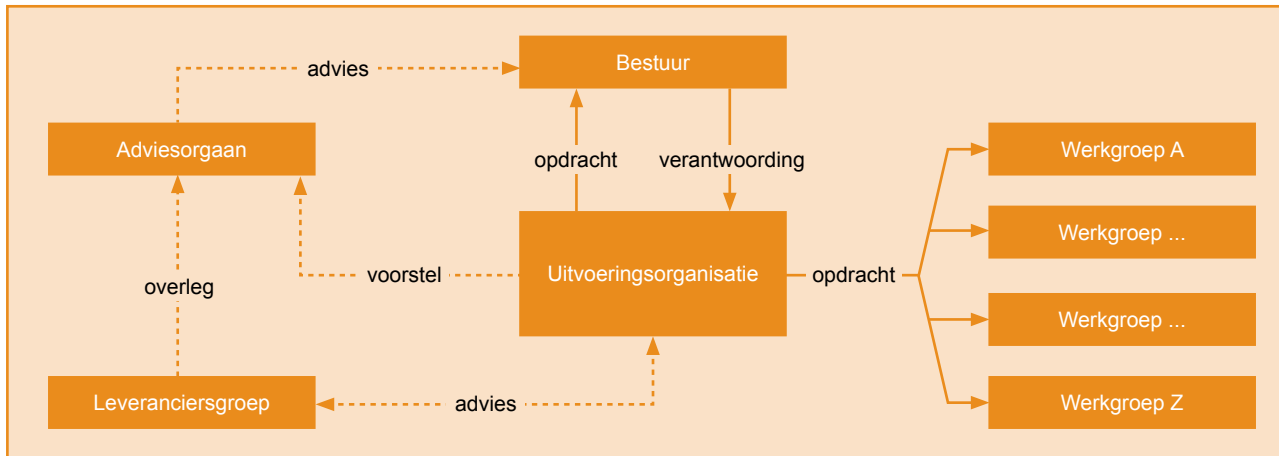 Bestuur
advies
Adviesorgaan
opdracht
verantwoording
Werkgroep A
Werkgroep ...
Uitvoeringsorganisatie
voorstel
opdracht
overleg
Werkgroep ...
Leveranciersgroep
advies
Werkgroep Z